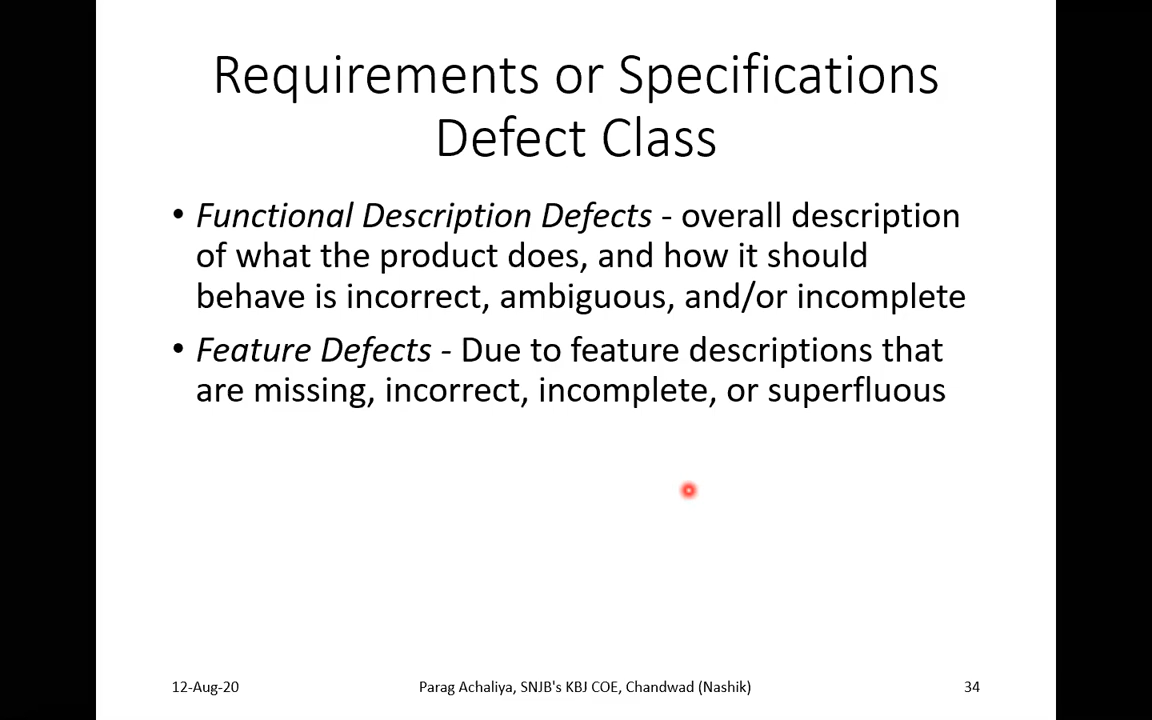 Requirements or Specifications
Defect Class
• Functional Description Defects - overall description
of what the product does, and how it should
behave is incorrect, ambiguous, and/or incomplete
• Feature Defects - Due to feature descriptions that
are missing, incorrect, incomplete, or superfluous
12-Aug-20
Parag Achaliya, SNJB's KBJ COE, Chandwad (Nashik)
34